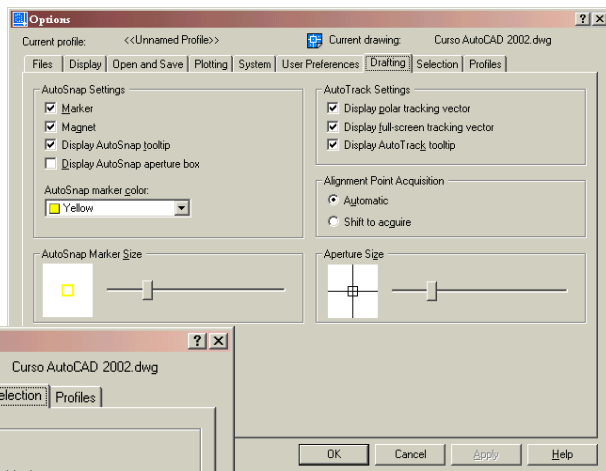 Options
Current profile: <<Unnamed Profile>> Current drawing: Curso AutoCAD 2002.dwg
Files Display Open and Save Plotting System User Preferences Drafting Selection Profiles
AutoSnap Settings
Marker
Magnet
Display AutoSnap tooltip
Display AutoSnap aperture box
AutoSnap marker color:
Yellow
AutoTrack Settings
Display polar tracking vector
Display full-screen tracking vector
Display AutoTrack tooltip
Alignment Point Acquisition
Automatic
Shift to acquire
AutoSnap Marker Size
Aperture Size
Curso AutoCAD 2002.dwg
election Profiles
OK Cancel Apply Help